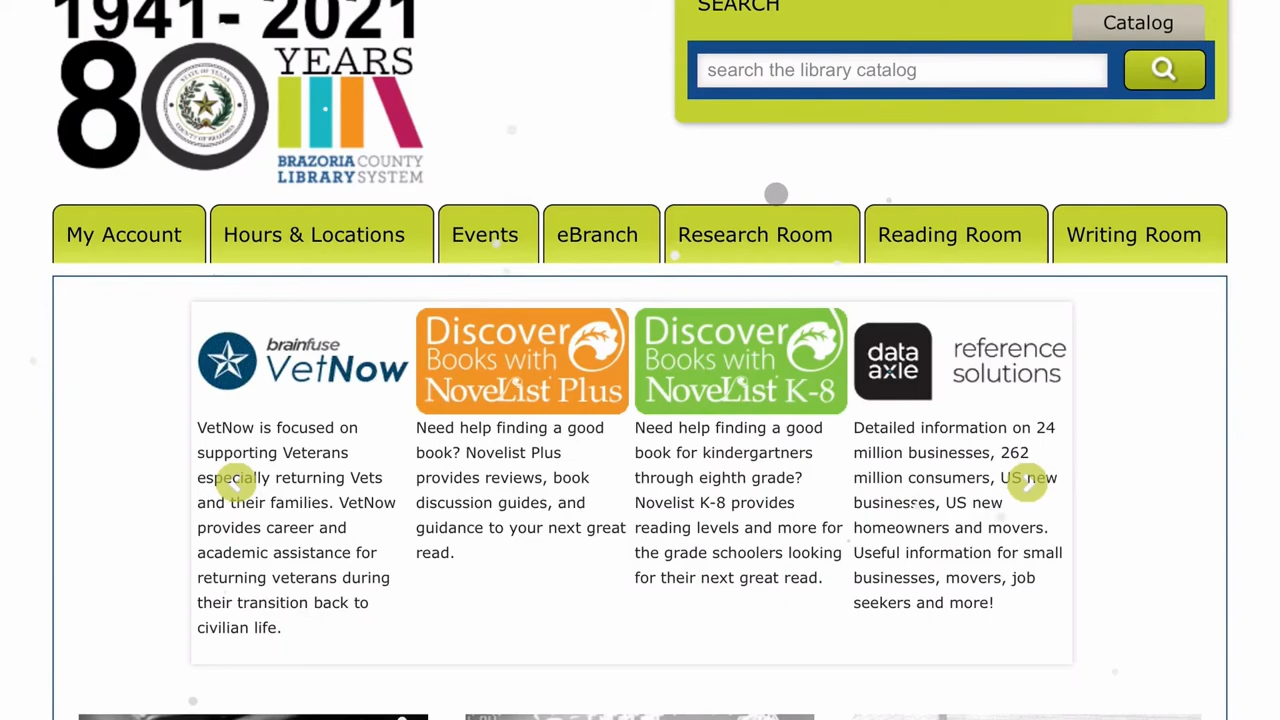 1941- 2021
80 YEARS
BRAZORIA COUNTY
LIBRARY SYSTEM
SEARCH
Catalog
search the library catalog
My Account
Hours & Locations
Events
eBranch
Research Room
Reading Room
Writing Room
brainfuse
VetNow
VetNow is focused on
supporting Veterans
especially returning Vets
and their families. VetNow
provides career and
academic assistance for
returning veterans during
their transition back to
civilian life.
Discover
Books with
NoveList Plus
Need help finding a good
book? Novelist Plus
provides reviews, book
discussion guides, and
guidance to your next great
read.
Discover
Books with
NoveList K-8
Need help finding a good
book for kindergartners
through eighth grade?
Novelist K-8 provides
reading levels and more for
the grade schoolers looking
for their next great read.
data
axle
reference
solutions
Detailed information on 24
million businesses, 262
million consumers, US new
businesses, US new
homeowners and movers.
Useful information for small
businesses, movers, job
seekers and more!